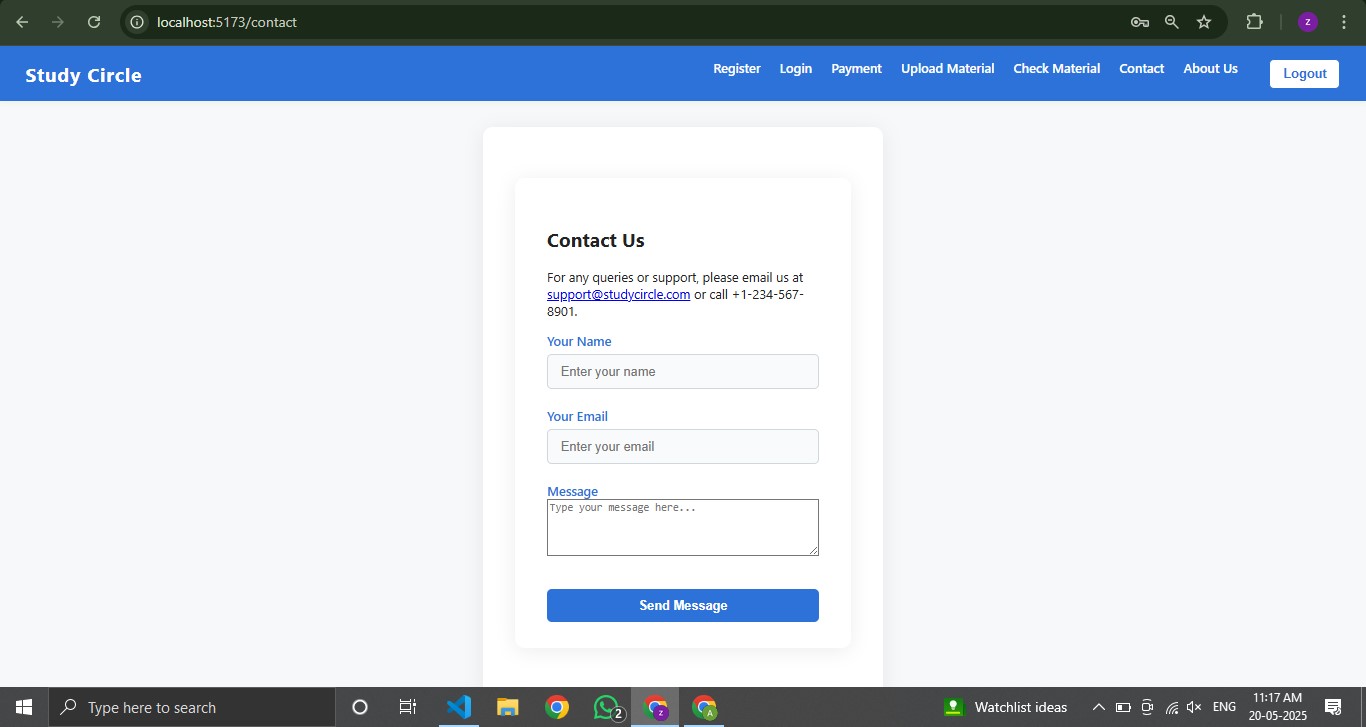 localhost:5173/contact
z
Study Circle
Register Login Payment Upload Material Check Material Contact About Us Logout
Contact Us
For any queries or support, please email us at
support@studycircle.com or call +1-234-567-
8901.
Your Name
Enter your name
Your Email
Enter your email
Message
Type your message here...
Send Message
Type here to search
2
z
A
Watchlist ideas
ENG
11:17 AM
20-05-2025